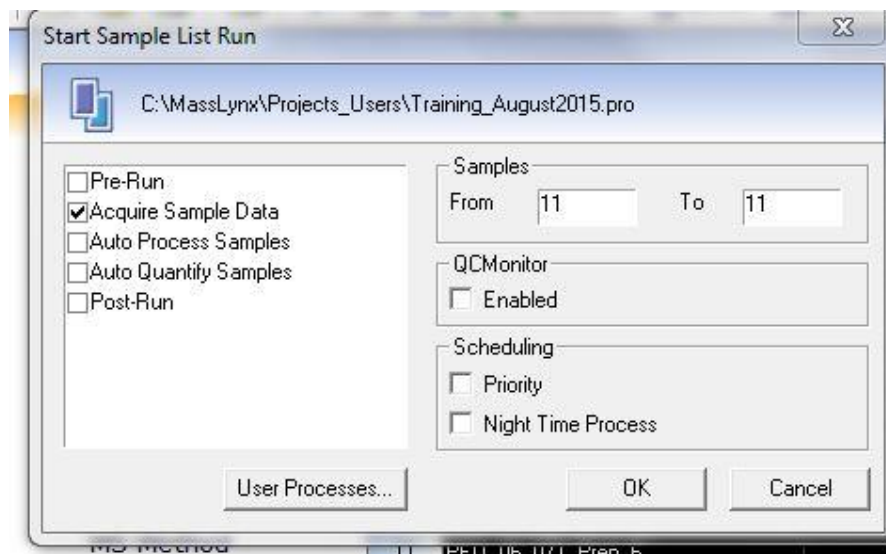 Start Sample List Run
C:\MassLynx\Projects_Users\Training_August2015.pro
Pre-Run
Acquire Sample Data
Auto Process Samples
Auto Quantify Samples
Post-Run
Samples
From 11 To 11
QCMonitor
Enabled
Scheduling
Priority
Night Time Process
User Processes...
OK
Cancel
MS Method